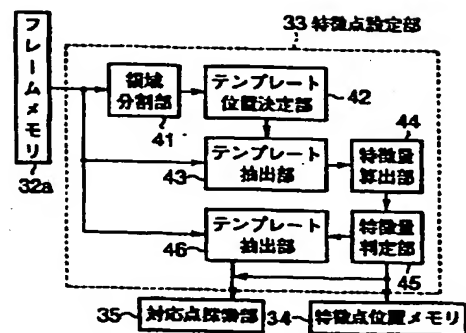 33 特徴点設定部
フレームメモリ
32a
領域
分割部
41
テンプレート
位置決定部
42
テンプレート
抽出部
43
44
特徴量
算出部
テンプレート
抽出部
46
特徴量
判定部
45
35 対応点探索部
34 特徴点位置メモリ